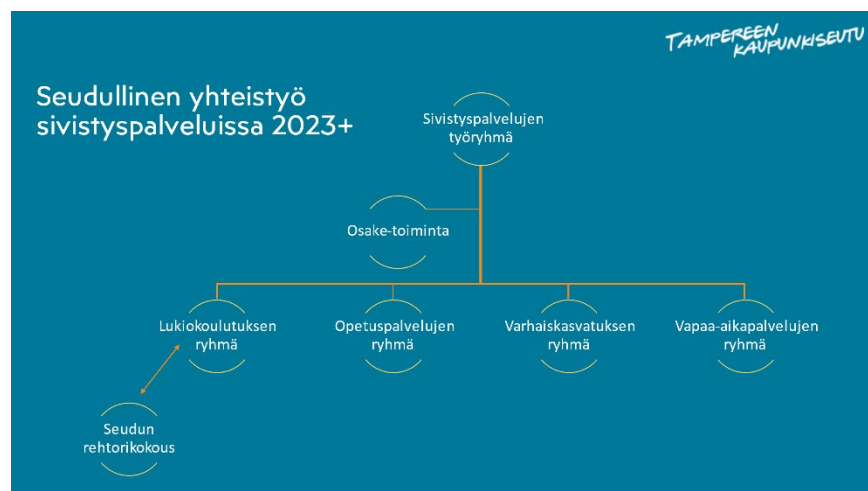 TAMPEREEN
KAUPUNKISEUTU
Seudullinen yhteistyö
sivistyspalveluissa 2023+
Sivistyspalvelujen
työryhmä
Osake-toiminta
Lukiokoulutuksen
ryhmä
Opetuspalvelujen
ryhmä
Varhaiskasvatuksen
ryhmä
Vapaa-aikapalvelujen
ryhmä
Seudun
rehtorikokous